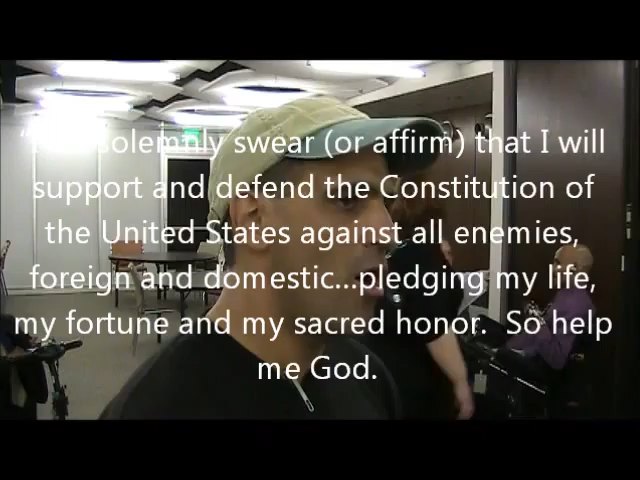 “I do solemnly swear (or affirm) that I will
support and defend the Constitution of
the United States against all enemies,
foreign and domestic...pledging my life,
my fortune and my sacred honor.  So help
me God.